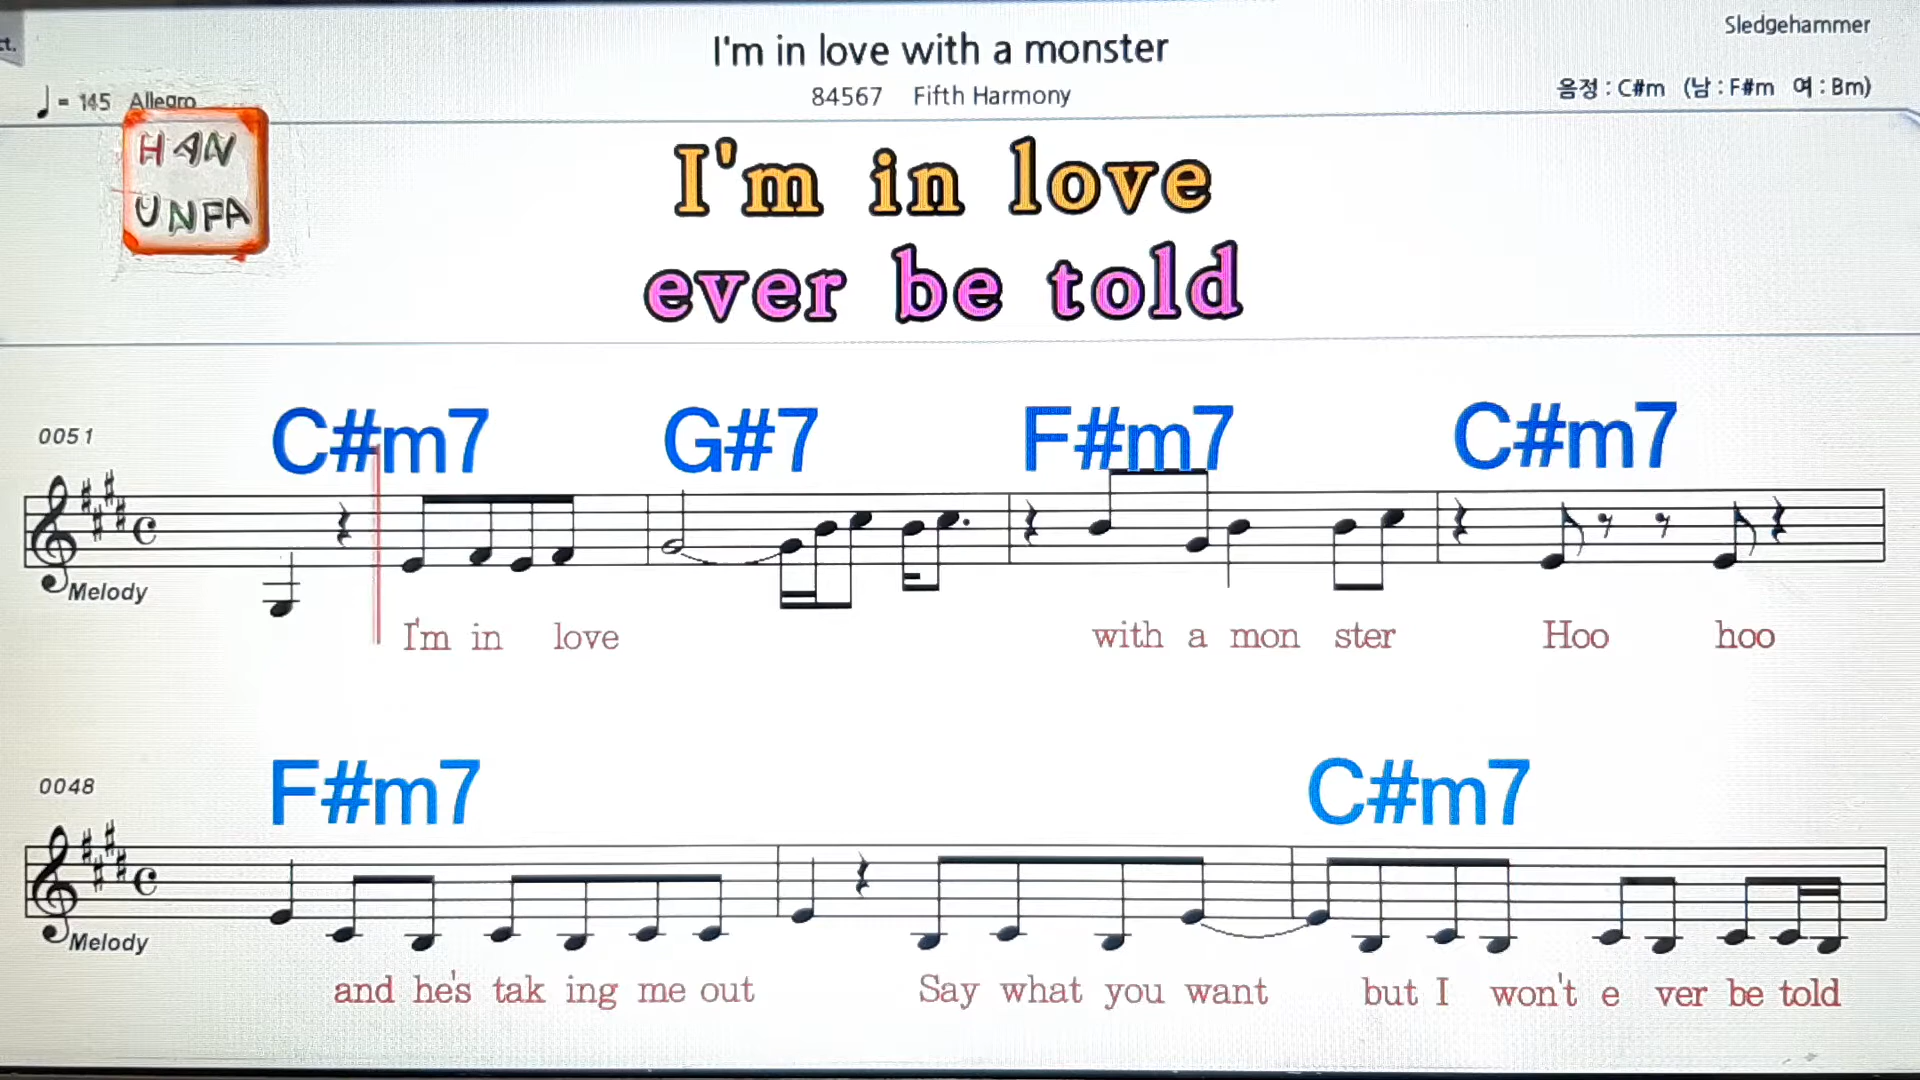 ct.
Sledgehammer
I'm in love with a monster
♩ = 145 Allegro
84567 Fifth Harmony
음정 : C#m (남 : F#m 여 : Bm)
HAN
UNPA
I'm in love
ever be told
C#m7 G#7 F#m7 C#m7
0051
Melody
I'm in love with a mon ster Hoo hoo
F#m7 C#m7
0048
Melody
and he's tak ing me out Say what you want but I won't e ver be told